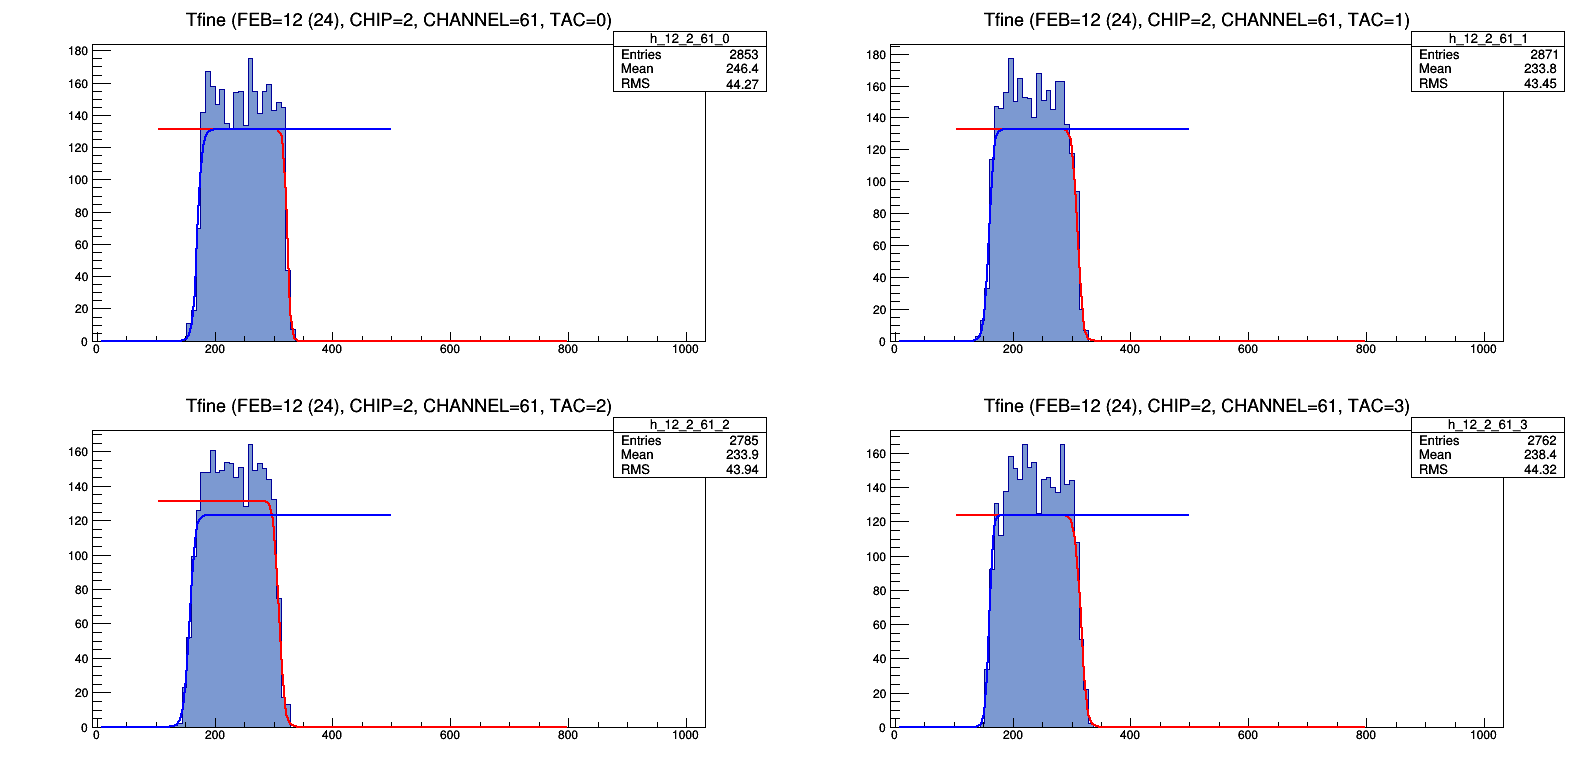 Tfine (FEB=12 (24), CHIP=2, CHANNEL=61, TAC=0)
h_12_2_61_0
Entries 2853
Mean 246.4
RMS 44.27
180
160
140
120
100
80
60
40
20
0
0 200 400 600 800 1000
Tfine (FEB=12 (24), CHIP=2, CHANNEL=61, TAC=1)
h_12_2_61_1
Entries 2871
Mean 233.8
RMS 43.45
180
160
140
120
100
80
60
40
20
0
0 200 400 600 800 1000
Tfine (FEB=12 (24), CHIP=2, CHANNEL=61, TAC=2)
h_12_2_61_2
Entries 2785
Mean 233.9
RMS 43.94
160
140
120
100
80
60
40
20
0
0 200 400 600 800 1000
Tfine (FEB=12 (24), CHIP=2, CHANNEL=61, TAC=3)
h_12_2_61_3
Entries 2762
Mean 238.4
RMS 44.32
160
140
120
100
80
60
40
20
0
0 200 400 600 800 1000